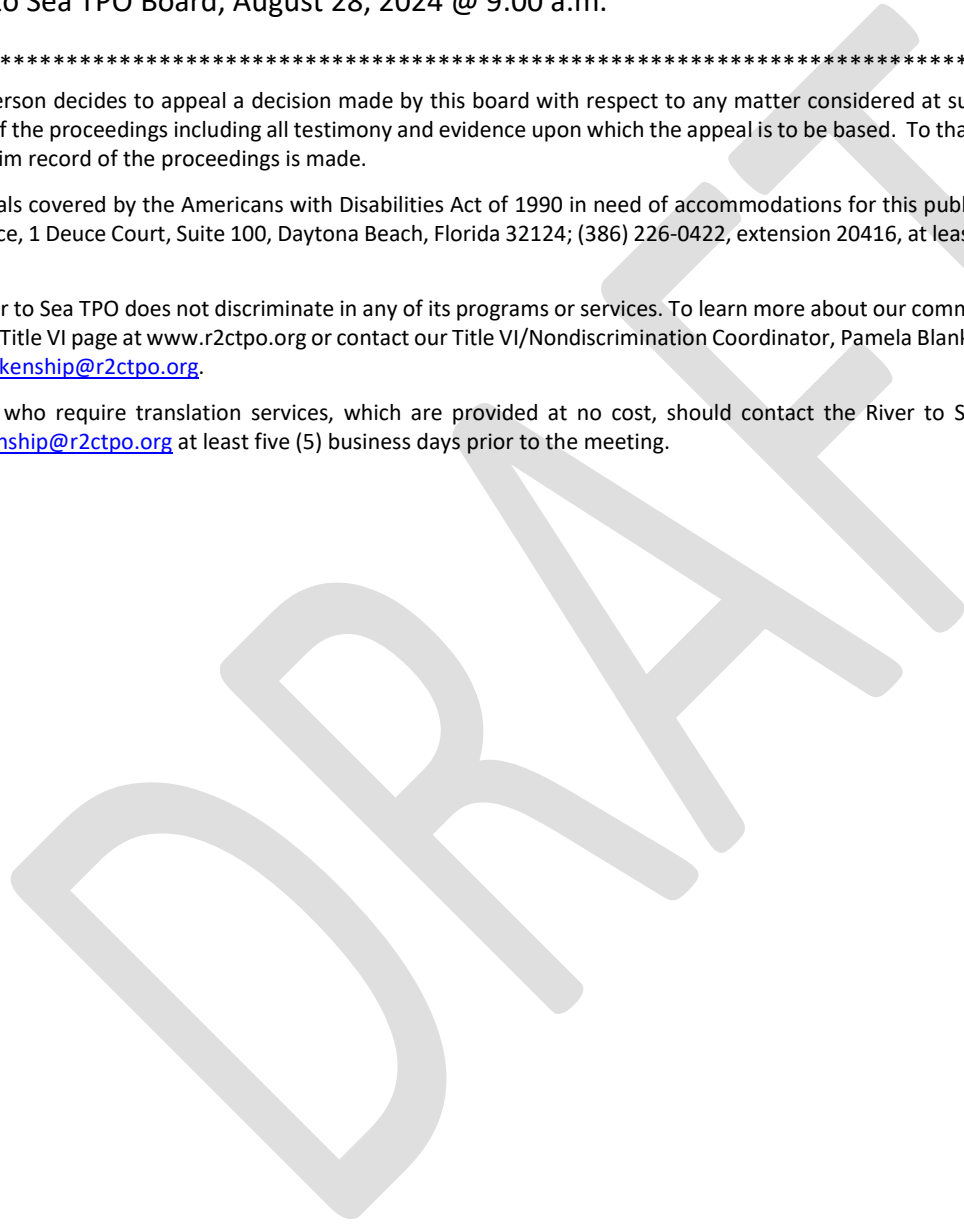 to Sea TPO Board, August 28, 2024 @ 9:00 a.m.
*************************************************************************
erson decides to appeal a decision made by this board with respect to any matter considered at su
f the proceedings including all testimony and evidence upon which the appeal is to be based. To tha
im record of the proceedings is made.
als covered by the Americans with Disabilities Act of 1990 in need of accommodations for this publ
ce, 1 Deuce Court, Suite 100, Daytona Beach, Florida 32124; (386) 226-0422, extension 20416, at leas
r to Sea TPO does not discriminate in any of its programs or services. To learn more about our comm
Title VI page at www.r2ctpo.org or contact our Title VI/Nondiscrimination Coordinator, Pamela Blank
kenship@r2ctpo.org.
who require translation services, which are provided at no cost, should contact the River to S
nship@r2ctpo.org at least five (5) business days prior to the meeting.
DRAFT